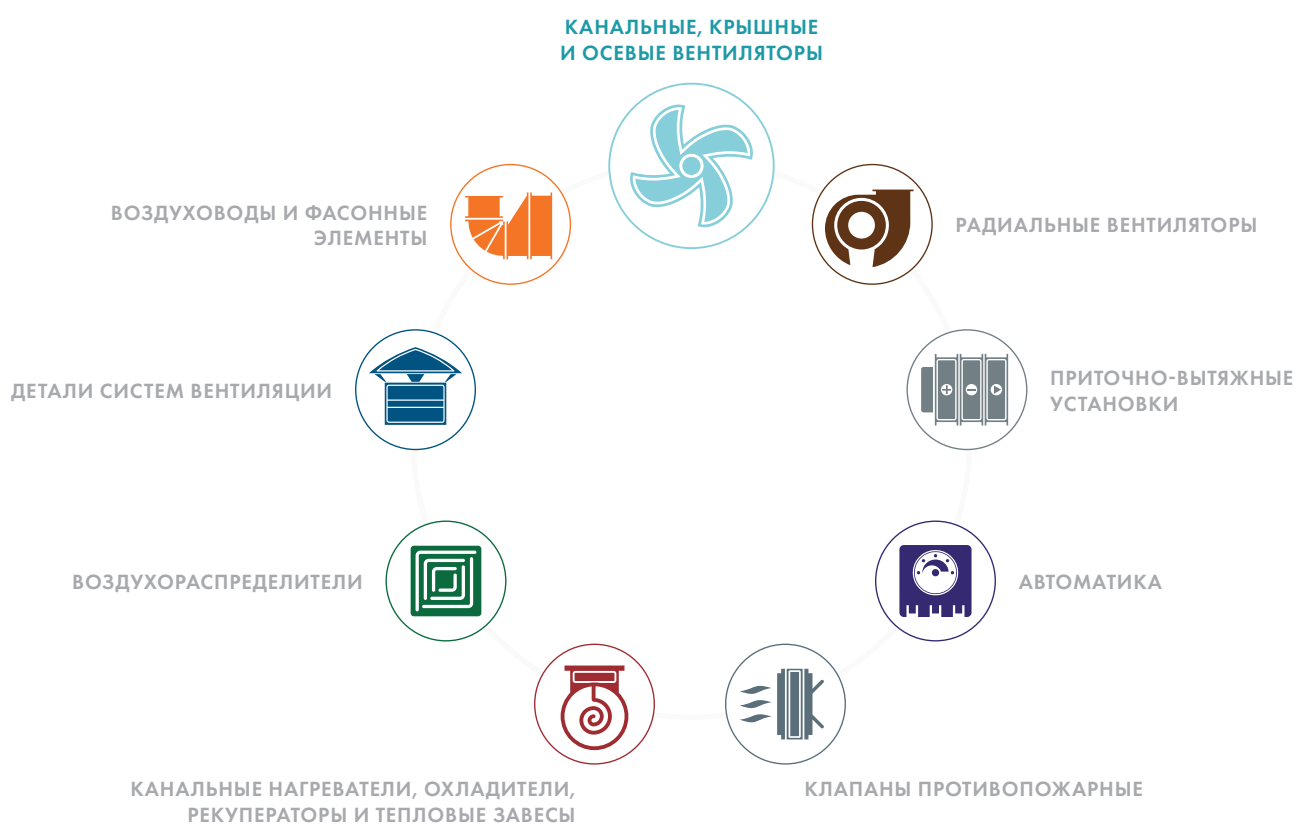 КАНАЛЬНЫЕ, КРЫШНЫЕ
И ОСЕВЫЕ ВЕНТИЛЯТОРЫ
ВОЗДУХОВОДЫ И ФАСОННЫЕ
ЭЛЕМЕНТЫ
РАДИАЛЬНЫЕ ВЕНТИЛЯТОРЫ
ДЕТАЛИ СИСТЕМ ВЕНТИЛЯЦИИ
ПРИТОЧНО-ВЫТЯЖНЫЕ
УСТАНОВКИ
ВОЗДУХОРАСПРЕДЕЛИТЕЛИ
АВТОМАТИКА
КАНАЛЬНЫЕ НАГРЕВАТЕЛИ, ОХЛАДИТЕЛИ,
РЕКУПЕРАТОРЫ И ТЕПЛОВЫЕ ЗАВЕСЫ
КЛАПАНЫ ПРОТИВОПОЖАРНЫЕ